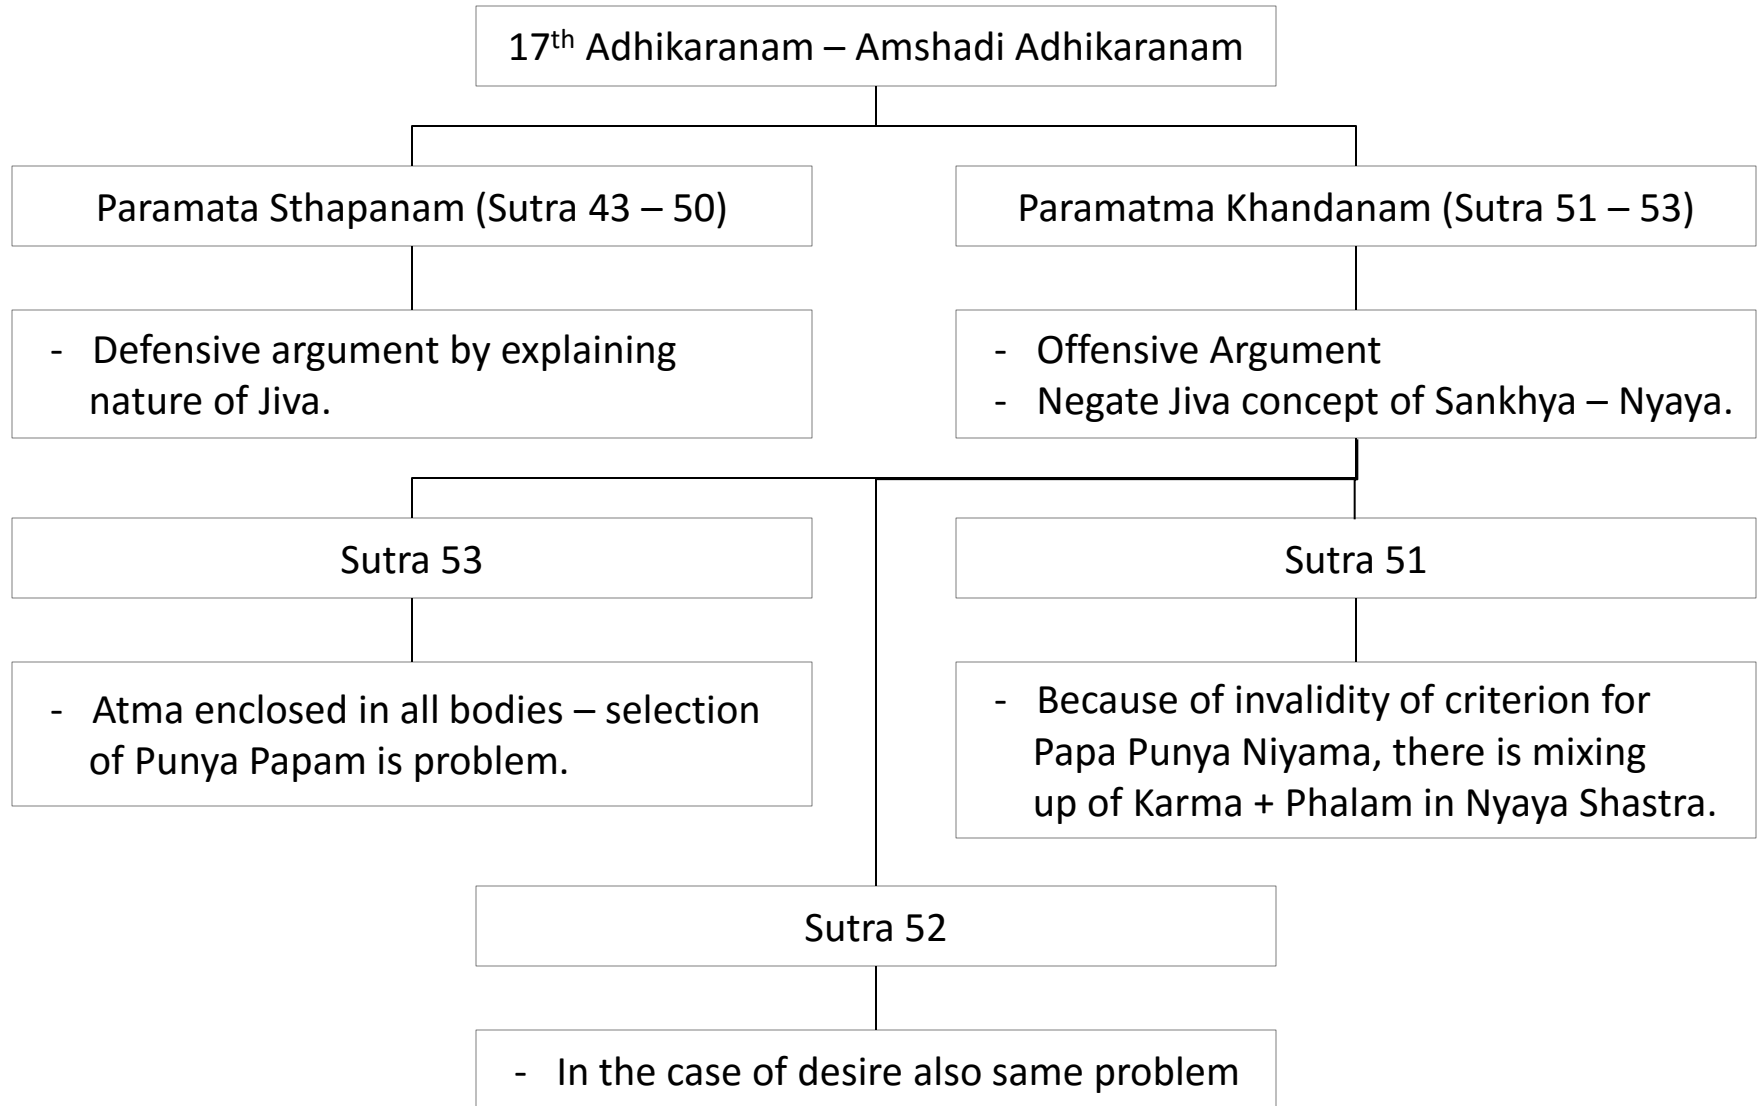 17th Adhikaranam – Amshadi Adhikaranam
Paramata Sthapanam (Sutra 43 – 50)
Paramatma Khandanam (Sutra 51 – 53)
- Defensive argument by explaining
nature of Jiva.
- Offensive Argument
- Negate Jiva concept of Sankhya – Nyaya.
Sutra 53
Sutra 51
- Atma enclosed in all bodies – selection
of Punya Papam is problem.
- Because of invalidity of criterion for
Papa Punya Niyama, there is mixing
up of Karma + Phalam in Nyaya Shastra.
Sutra 52
- In the case of desire also same problem